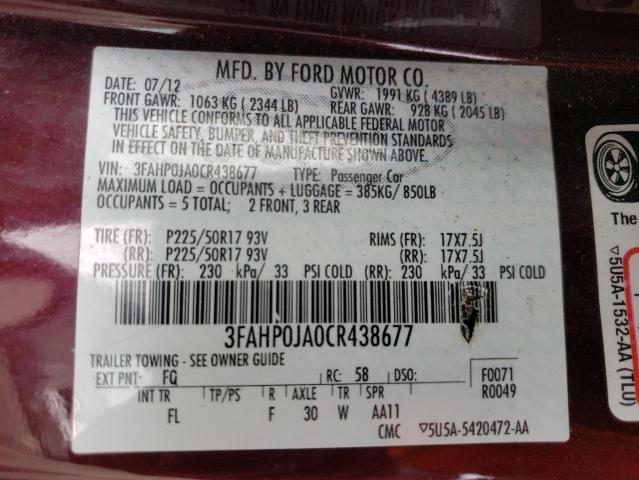 MFD. BY FORD MOTOR CO.
DATE: 07/12 GVWR: 1991 KG ( 4389 LB)
FRONT GAWR: 1063 KG ( 2344 LB) REAR GAWR: 928 KG ( 2045 LB)
THIS VEHICLE CONFORMS TO ALL APPLICABLE FEDERAL MOTOR
VEHICLE SAFETY, BUMPER, AND THEFT PREVENTION STANDARDS
IN EFFECT ON THE DATE OF MANUFACTURE SHOWN ABOVE.
VIN: 3FAHP0JA0CR438677 TYPE: Passenger Car
MAXIMUM LOAD = OCCUPANTS + LUGGAGE = 385KG/ 850LB
OCCUPANTS = 5 TOTAL; 2 FRONT, 3 REAR
TIRE (FR): P225/50R17 93V RIMS (FR): 17X7.5J
(RR): P225/50R17 93V (RR): 17X7.5J
PRESSURE (FR): 230 kPa/ 33 PSI COLD (RR): 230 kPa/ 33 PSI COLD
3FAHP0JA0CR438677
TRAILER TOWING - SEE OWNER GUIDE
EXT PNT: FQ RC: 58 DSO: F0071
R0049
INT TR TP/PS R AXLE TR SPR
FL F 30 W AA11
CMC ▽5U5A-5420472-AA
The
▽5U5A-1532-AA (TLU)